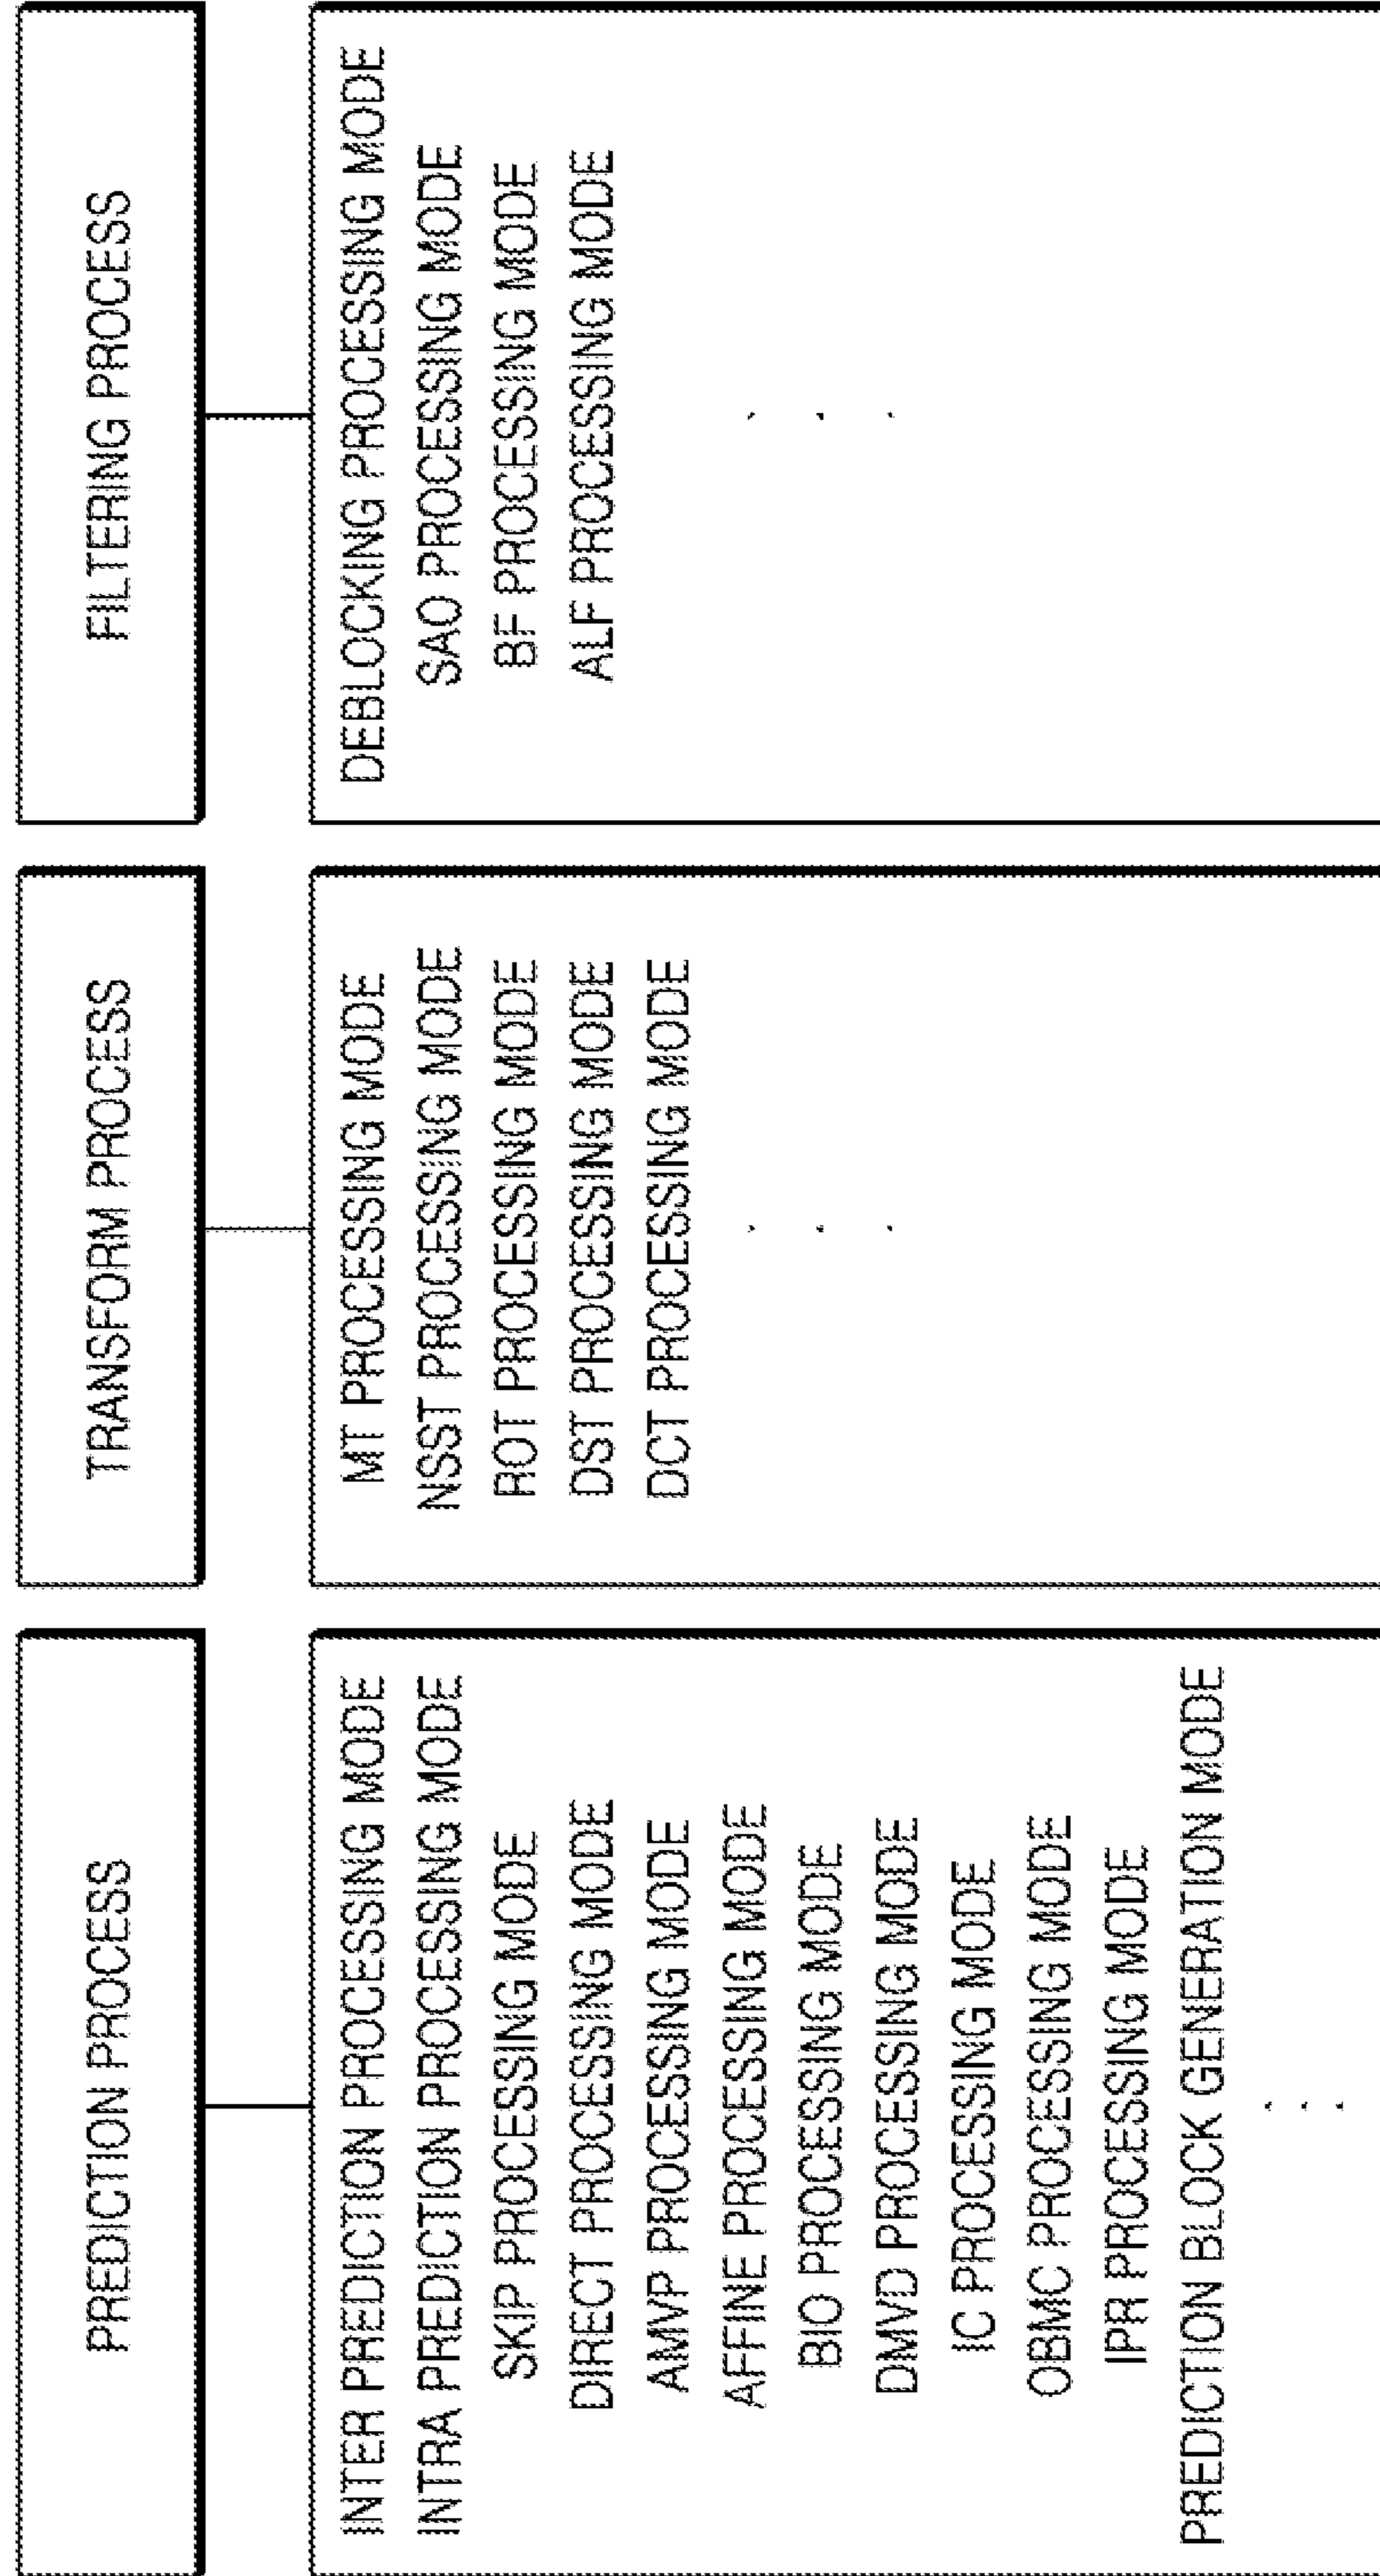 PREDICTION PROCESS
INTER PREDICTION PROCESSING MODE
INTRA PREDICTION PROCESSING MODE
SKIP PROCESSING MODE
DIRECT PROCESSING MODE
AMVP PROCESSING MODE
AFFINE PROCESSING MODE
BIO PROCESSING MODE
DMVD PROCESSING MODE
IC PROCESSING MODE
OBMC PROCESSING MODE
IPR PROCESSING MODE
PREDICTION BLOCK GENERATION MODE
. . .
TRANSFORM PROCESS
MT PROCESSING MODE
NSST PROCESSING MODE
ROT PROCESSING MODE
DST PROCESSING MODE
DCT PROCESSING MODE
. . .
FILTERING PROCESS
DEBLOCKING PROCESSING MODE
SAO PROCESSING MODE
BF PROCESSING MODE
ALF PROCESSING MODE
. . .